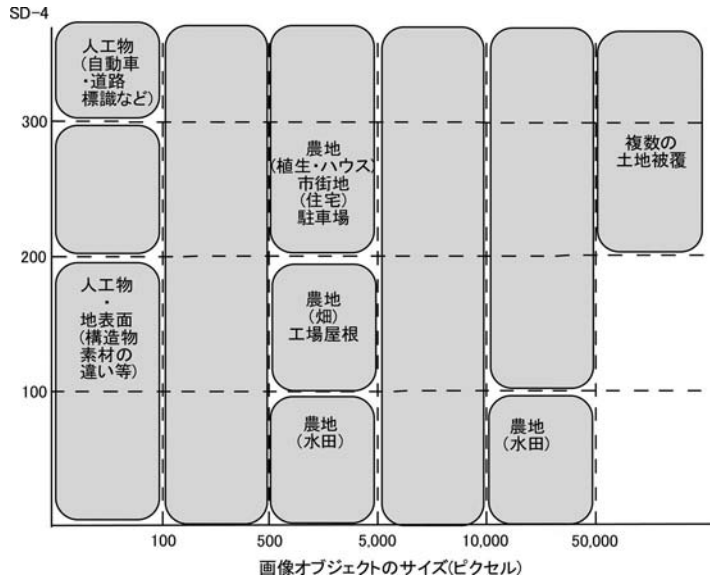 SD-4
人工物
(自動車
・道路
標識など)
300
農地
(植生・ハウス)
市街地
(住宅)
駐車場
複数の
土地被覆
200
人工物
・
地表面
(構造物
素材の
違い等)
農地
(畑)
工場屋根
100
農地
(水田)
農地
(水田)
100
500
5,000
10,000
50,000
画像オブジェクトのサイズ(ピクセル)